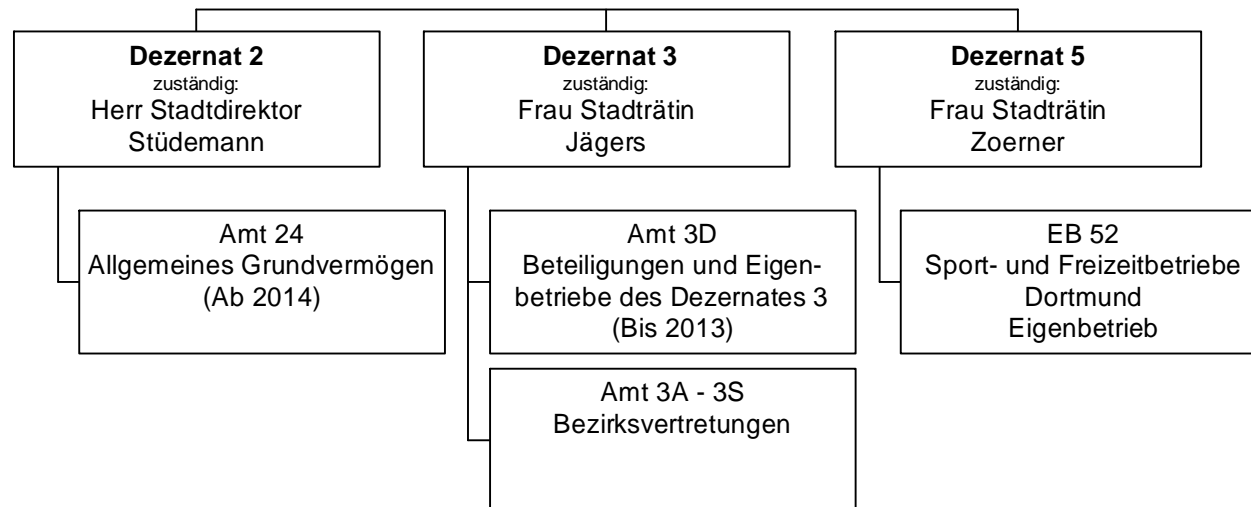 Dezernat 2
zuständig:
Herr Stadtdirektor
Stüdemann
Dezernat 3
zuständig:
Frau Stadträtin
Jägers
Dezernat 5
zuständig:
Frau Stadträtin
Zoerner
Amt 24
Allgemeines Grundvermögen
(Ab 2014)
Amt 3D
Beteiligungen und Eigen-
betriebe des Dezernates 3
(Bis 2013)
EB 52
Sport- und Freizeitbetriebe
Dortmund
Eigenbetrieb
Amt 3A - 3S
Bezirksvertretungen